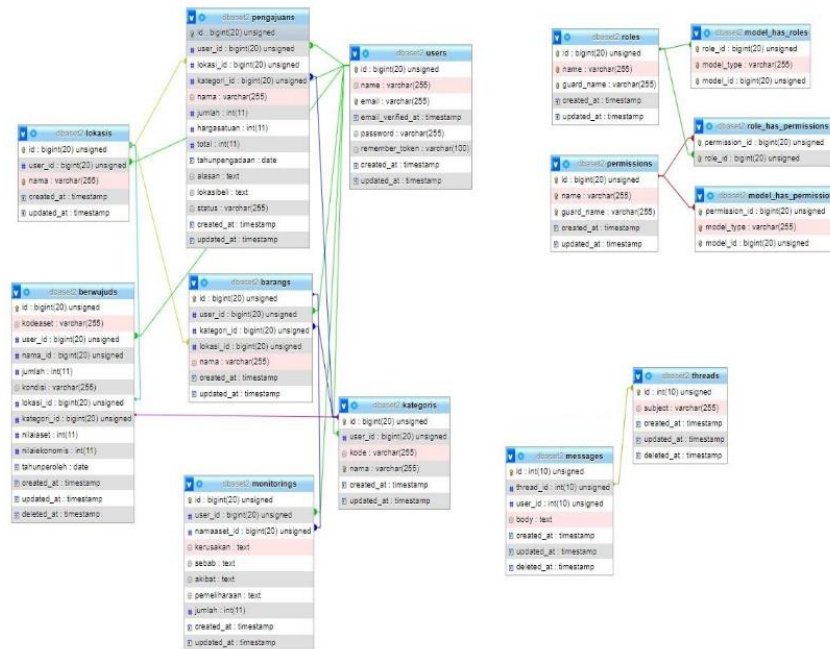 dbaset2 pengajuans
id : bigint(20) unsigned
user_id : bigint(20) unsigned
lokasi_id : bigint(20) unsigned
kategori_id : bigint(20) unsigned
nama : varchar(255)
jumlah : int(11)
hargasatuan : int(11)
total : int(11)
tahunpengadaan : date
alasan : text
lokasibeli : text
status : varchar(255)
created_at : timestamp
updated_at : timestamp
dbaset2 users
id : bigint(20) unsigned
name : varchar(255)
email : varchar(255)
email_verified_at : timestamp
password : varchar(255)
remember_token : varchar(100)
created_at : timestamp
updated_at : timestamp
dbaset2 roles
id : bigint(20) unsigned
name : varchar(255)
guard_name : varchar(255)
created_at : timestamp
updated_at : timestamp
dbaset2 model_has_roles
role_id : bigint(20) unsigned
model_type : varchar(255)
model_id : bigint(20) unsigned
dbaset2 role_has_permissions
permission_id : bigint(20) unsigned
role_id : bigint(20) unsigned
dbaset2 permissions
id : bigint(20) unsigned
name : varchar(255)
guard_name : varchar(255)
created_at : timestamp
updated_at : timestamp
dbaset2 model_has_permission
permission_id : bigint(20) unsigned
model_type : varchar(255)
model_id : bigint(20) unsigned
dbaset2 lokasis
id : bigint(20) unsigned
user_id : bigint(20) unsigned
nama : varchar(255)
created_at : timestamp
updated_at : timestamp
dbaset2 berwujuds
id : bigint(20) unsigned
kodeaset : varchar(255)
user_id : bigint(20) unsigned
nama_id : bigint(20) unsigned
jumlah : int(11)
kondisi : varchar(255)
lokasi_id : bigint(20) unsigned
kategori_id : bigint(20) unsigned
nilaiaset : int(11)
nilaiekonomis : int(11)
tahunperoleh : date
created_at : timestamp
updated_at : timestamp
deleted_at : timestamp
dbaset2 barangs
id : bigint(20) unsigned
user_id : bigint(20) unsigned
kategori_id : bigint(20) unsigned
lokasi_id : bigint(20) unsigned
nama : varchar(255)
created_at : timestamp
updated_at : timestamp
dbaset2 kategoris
id : bigint(20) unsigned
user_id : bigint(20) unsigned
kode : varchar(255)
nama : varchar(255)
created_at : timestamp
updated_at : timestamp
dbaset2 monitorings
id : bigint(20) unsigned
user_id : bigint(20) unsigned
namaaset_id : bigint(20) unsigned
kerusakan : text
sebab : text
akibat : text
pemeliharaan : text
jumlah : int(11)
created_at : timestamp
updated_at : timestamp
dbaset2 threads
id : int(10) unsigned
subject : varchar(255)
created_at : timestamp
updated_at : timestamp
deleted_at : timestamp
dbaset2 messages
id : int(10) unsigned
thread_id : int(10) unsigned
user_id : int(10) unsigned
body : text
created_at : timestamp
updated_at : timestamp
deleted_at : timestamp